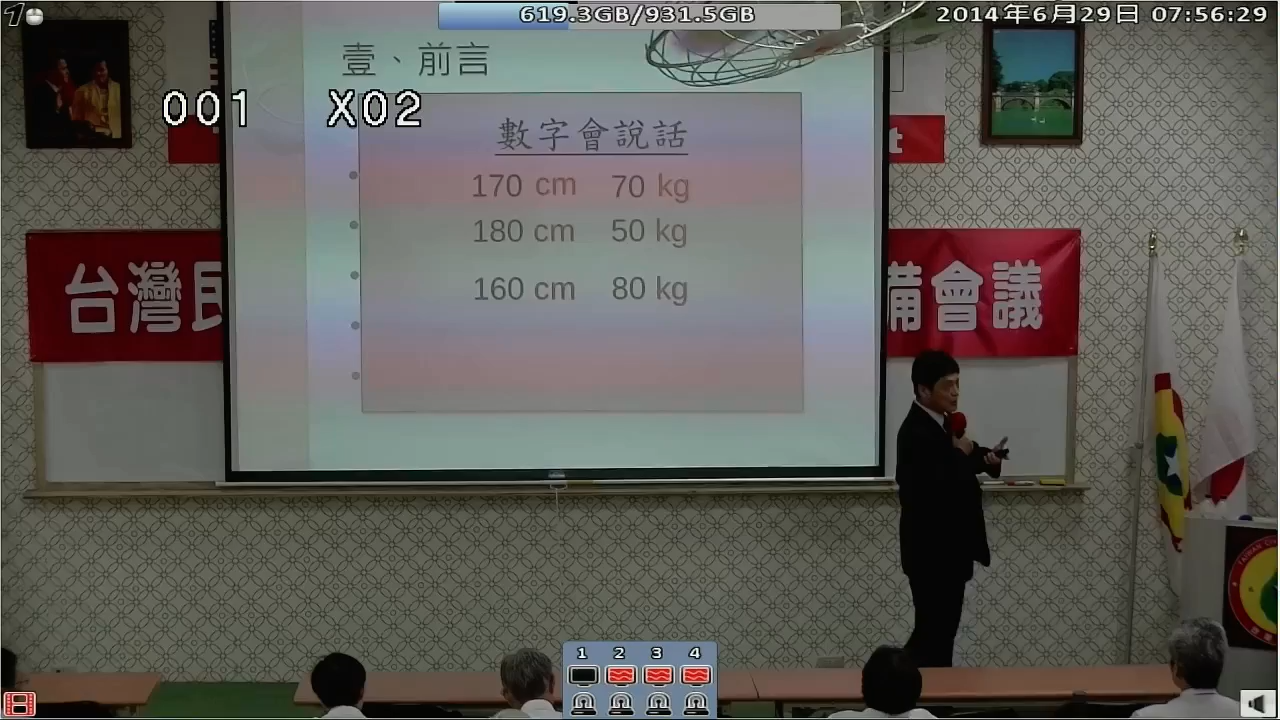 1
619.3GB/931.5GB
2014年6月29日 07:56:29
壹、前言
001 X02
數字會說話
170 cm 70 kg
180 cm 50 kg
160 cm 80 kg
t
台灣民
備會議
1 2 3 4